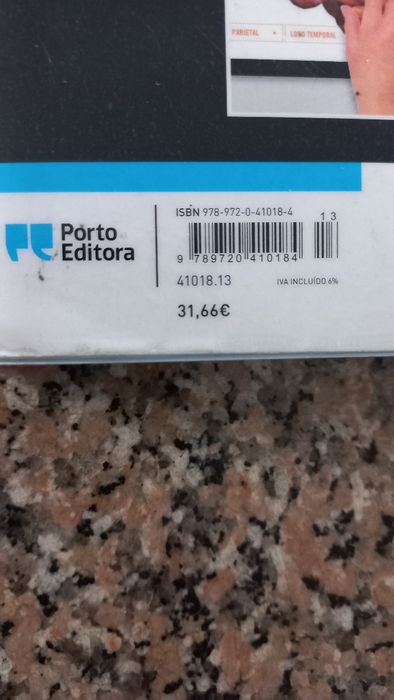 PARIETAL
LOBO TEMPORAL
ISBN 978-972-0-41018-4
13
Porto
Editora
9 789720 410184
41018.13
IVA INCLUÍDO 6%
31,66€